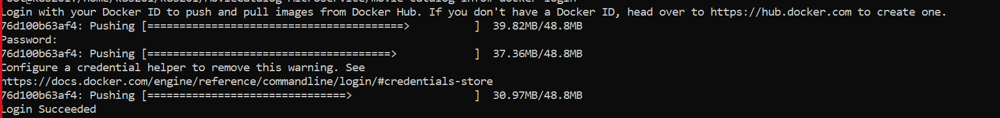 Login with your Docker ID to push and pull images from Docker Hub. If you don't have a Docker ID, head over to https://hub.docker.com to create one.
76d100b63af4: Pushing [========================================>          ]  39.82MB/48.8MB
Password:
76d100b63af4: Pushing [======================================>            ]  37.36MB/48.8MB
Configure a credential helper to remove this warning. See
https://docs.docker.com/engine/reference/commandline/login/#credentials-store
76d100b63af4: Pushing [===============================>                   ]  30.97MB/48.8MB
Login Succeeded